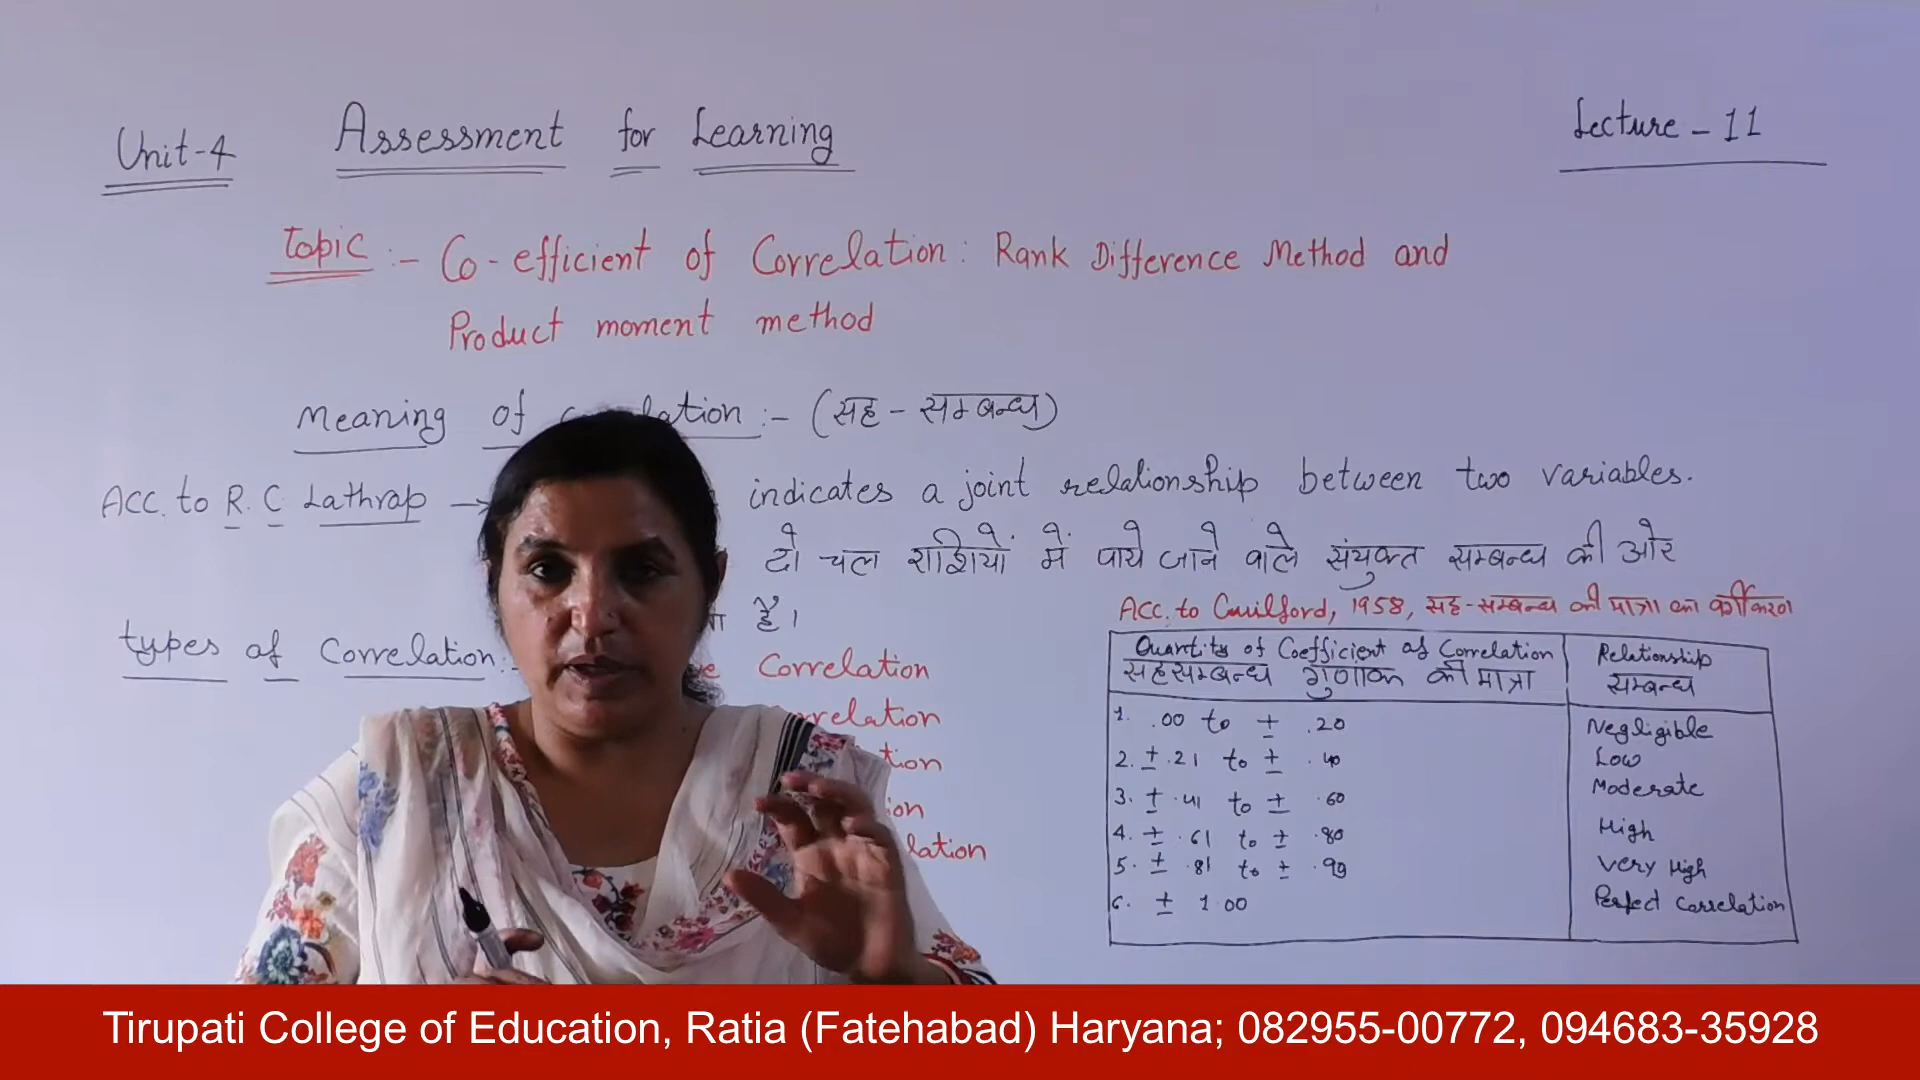 Unit-4 Assessment for Learning Lecture - 11
Topic :- Co-efficient of Correlation : Rank Difference Method and
Product moment method
Meaning of :- (सह - सम्बन्ध)
Acc. to R. C Lathrap → indicates a joint relationship between two variables.
दो चल राशियों में पाये जाने वाले संयुक्त सम्बन्ध की ओर
है।
Acc. to Guilford, 1958, सह-सम्बन्ध की मात्रा का वर्गीकरण
types of Correlation :-
Correlation
Quantity of Coefficient of Correlation Relationship
सहसम्बन्ध गुणांक की मात्रा सम्बन्ध
1. .00 to ± .20 Negligible
2. ± .21 to ± .40 Low
3. ± .41 to ± .60 Moderate
4. ± .61 to ± .80 High
5. ± .81 to ± .99 Very High
6. ± 1.00 Perfect Correlation
Tirupati College of Education, Ratia (Fatehabad) Haryana; 082955-00772, 094683-35928